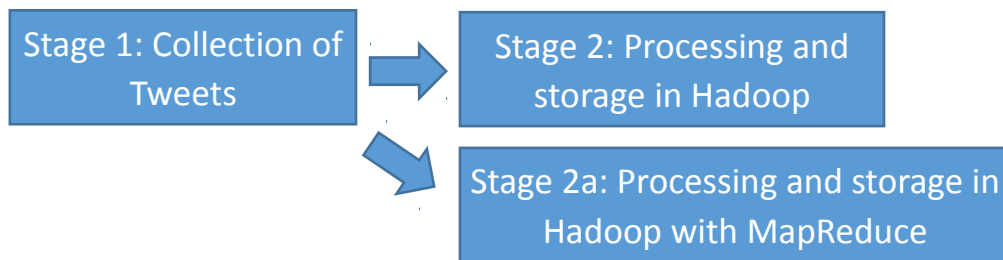 Stage 1: Collection of
Tweets
Stage 2: Processing and
storage in Hadoop
Stage 2a: Processing and storage in
Hadoop with MapReduce